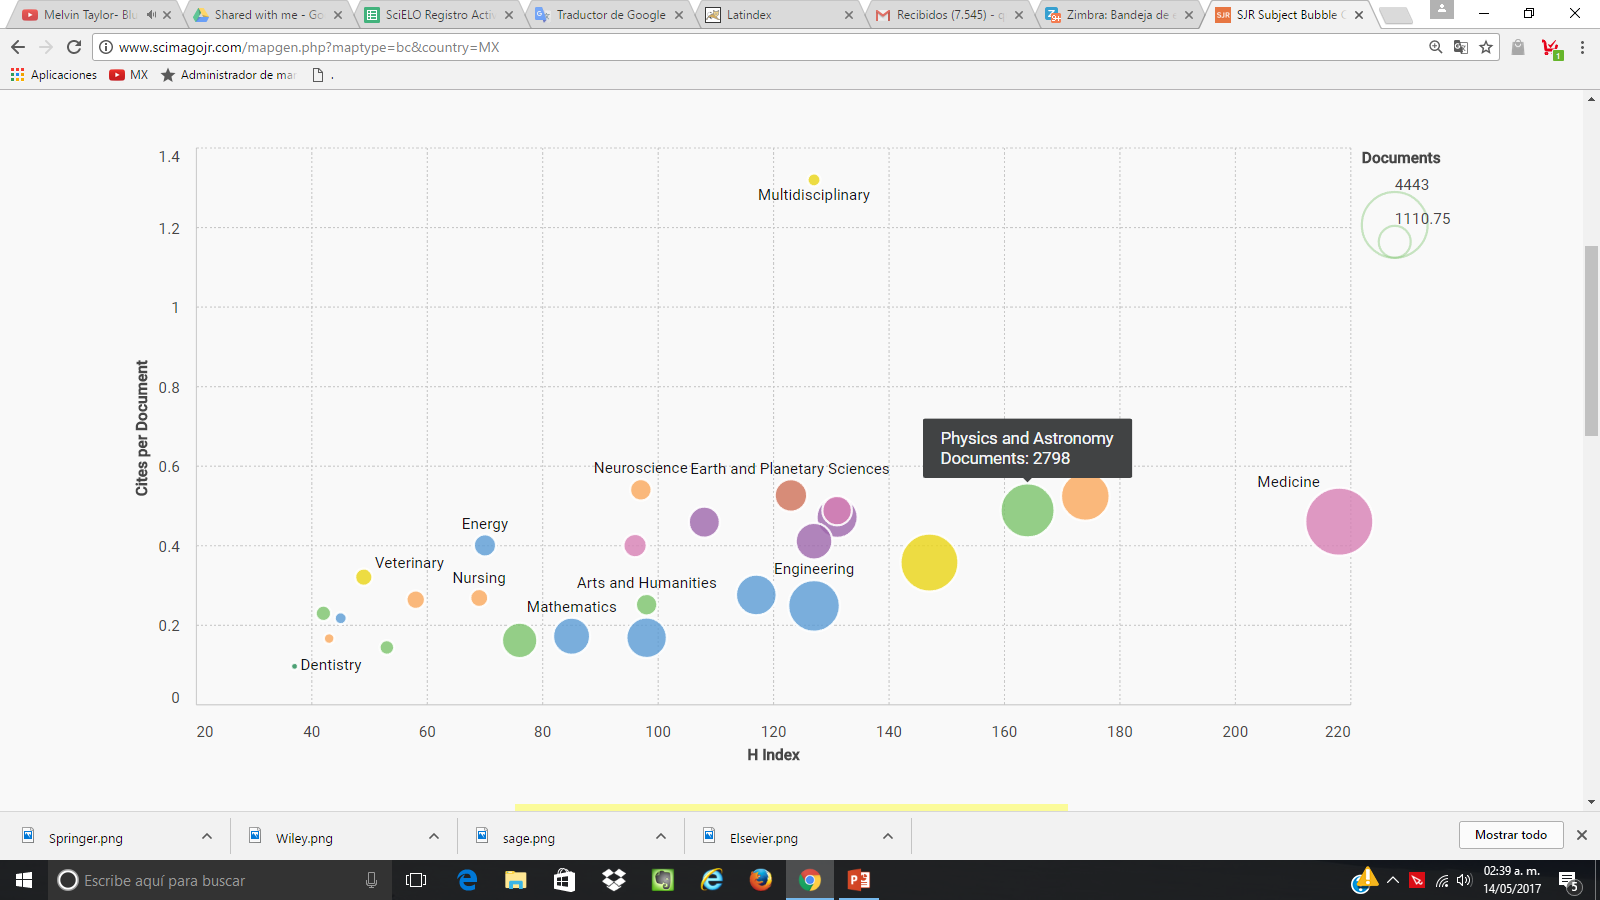 Melvin Taylor- Blu
Shared with me - Go
SciELO Registro Activ
Traductor de Google
Latindex
Recibidos (7.545) - q
Zimbra: Bandeja de e
SJR Subject Bubble C
www.scimagojr.com/mapgen.php?maptype=bc&country=MX
1
Aplicaciones
MX
Administrador de mar
.
1.4
1.2
1
0.8
0.6
0.4
0.2
0
Cites per Document
Multidisciplinary
Documents
4443
1110.75
Physics and Astronomy
Documents: 2798
Neuroscience
Earth and Planetary Sciences
Medicine
Energy
Veterinary
Nursing
Arts and Humanities
Engineering
Mathematics
Dentistry
20 40 60 80 100 120 140 160 180 200 220
H Index
Springer.png
Wiley.png
sage.png
Elsevier.png
Mostrar todo
Escribe aquí para buscar
02:39 a. m.
14/05/2017
5